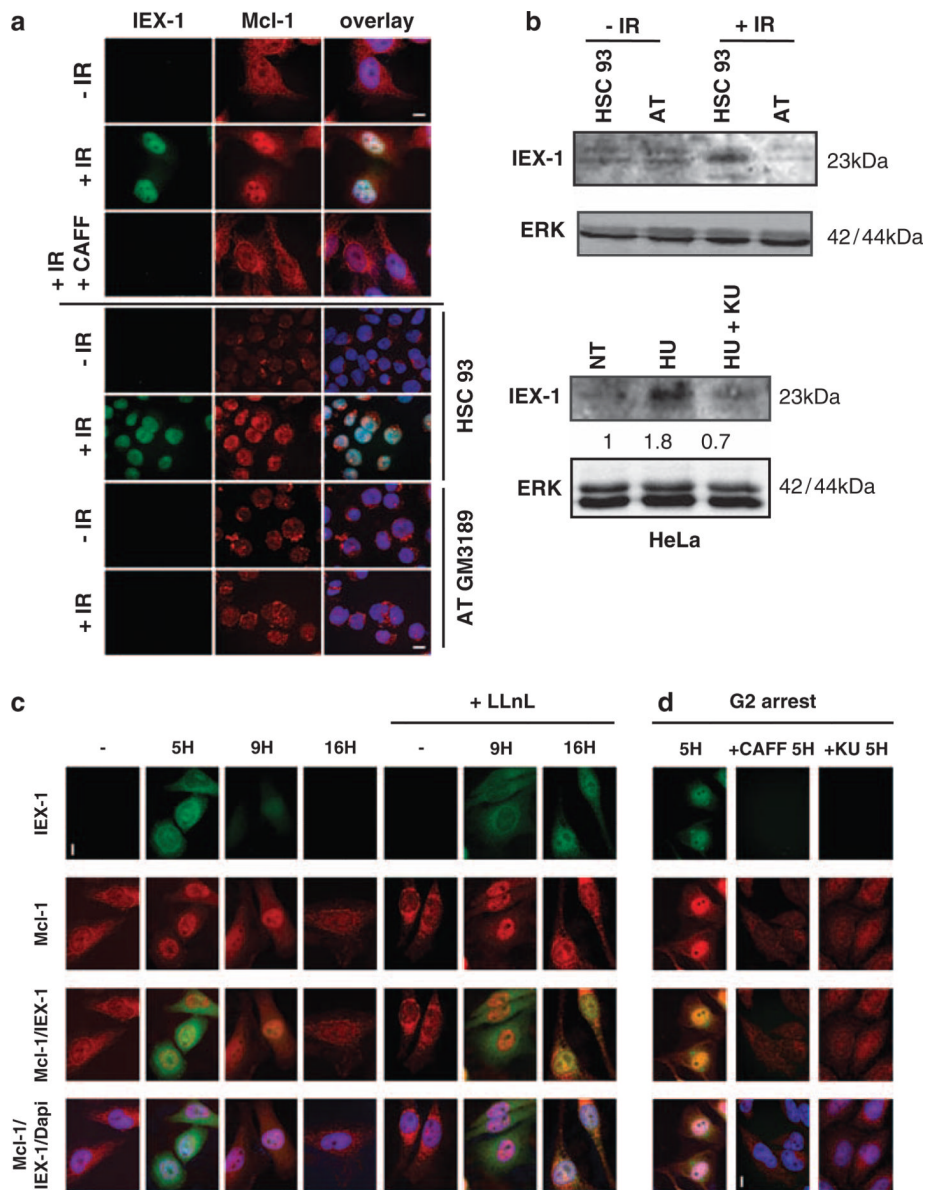 a
IEX-1 Mcl-1 overlay
- IR
+ IR
+ IR
+ CAFF
- IR
+ IR
HSC 93
- IR
+ IR
AT GM3189
b
- IR + IR
HSC 93 AT HSC 93 AT
IEX-1 23kDa
ERK 42/44kDa
NT HU HU + KU
IEX-1 23kDa
1 1.8 0.7
ERK 42/44kDa
HeLa
c
+ LLnL
- 5H 9H 16H - 9H 16H
IEX-1
Mcl-1
Mcl-1/IEX-1
Mcl-1/
IEX-1/Dapi
d
G2 arrest
5H +CAFF 5H +KU 5H